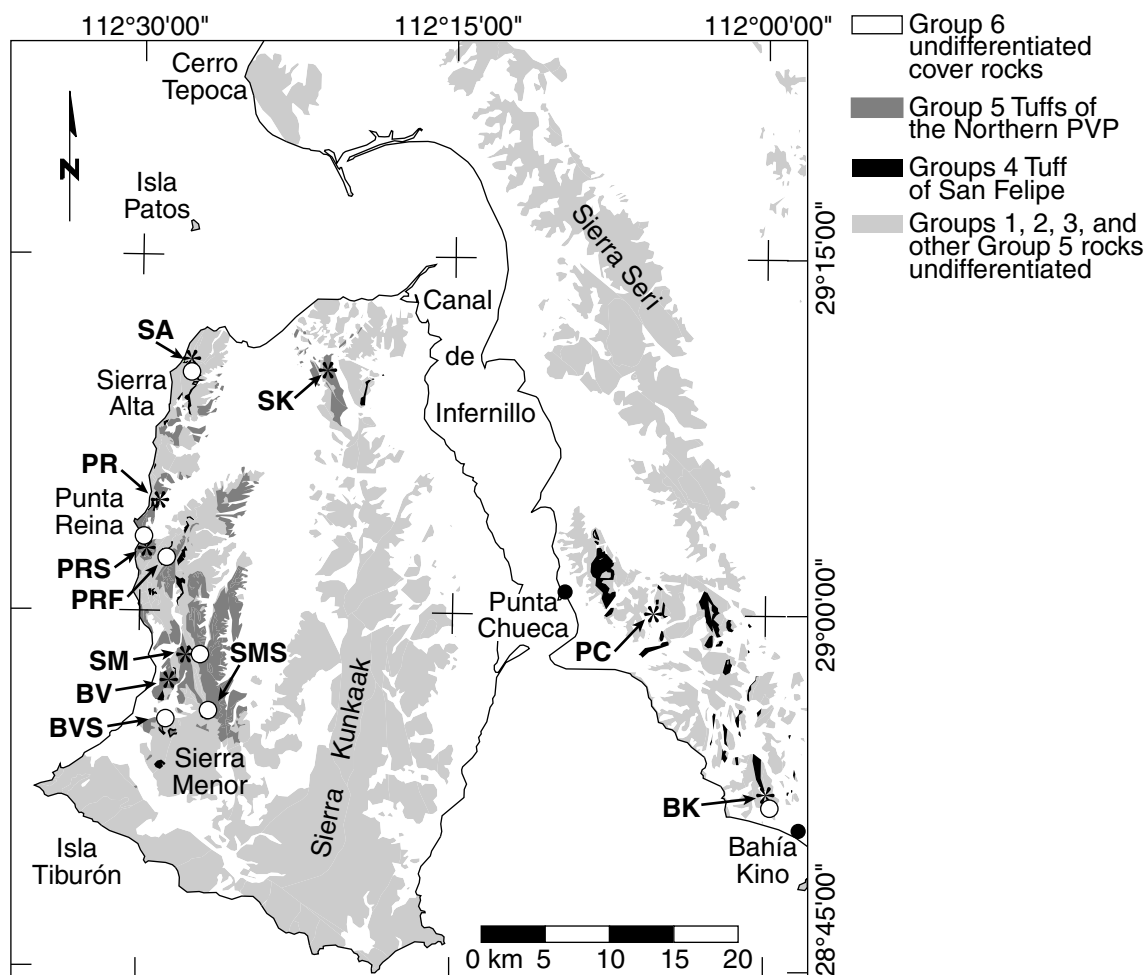 112°30'00"
112°15'00"
112°00'00"
Group 6
undifferentiated
cover rocks
Group 5 Tuffs of
the Northern PVP
Groups 4 Tuff
of San Felipe
Groups 1, 2, 3, and
other Group 5 rocks
undifferentiated
Cerro
Tepoca
N
Isla
Patos
Sierra Seri
29°15'00"
Canal
de
Infiernillo
SA
Sierra
Alta
SK
PR
Punta
Reina
PRS
PRF
Punta
Chueca
PC
29°00'00"
SM
SMS
BV
BVS
Sierra
Menor
Sierra Kunkaak
BK
Bahía
Kino
Isla
Tiburón
0 km 5 10 15 20
28°45'00"